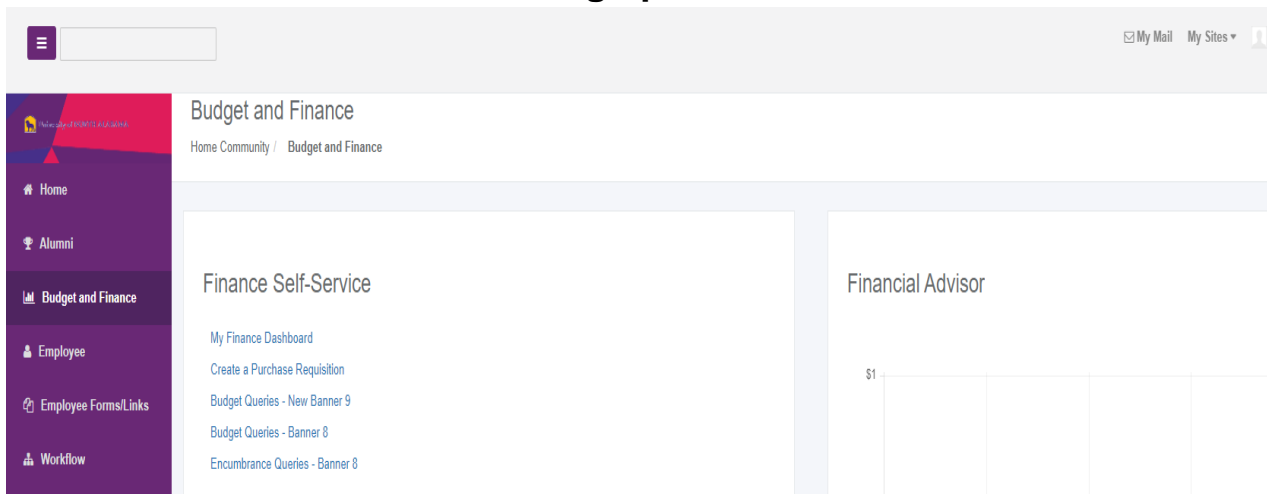 My Mail My Sites
Budget and Finance
Home Community / Budget and Finance
Home
Alumni
Budget and Finance
Employee
Employee Forms/Links
Workflow
Finance Self-Service
My Finance Dashboard
Create a Purchase Requisition
Budget Queries - New Banner 9
Budget Queries - Banner 8
Encumbrance Queries - Banner 8
Financial Advisor
$1